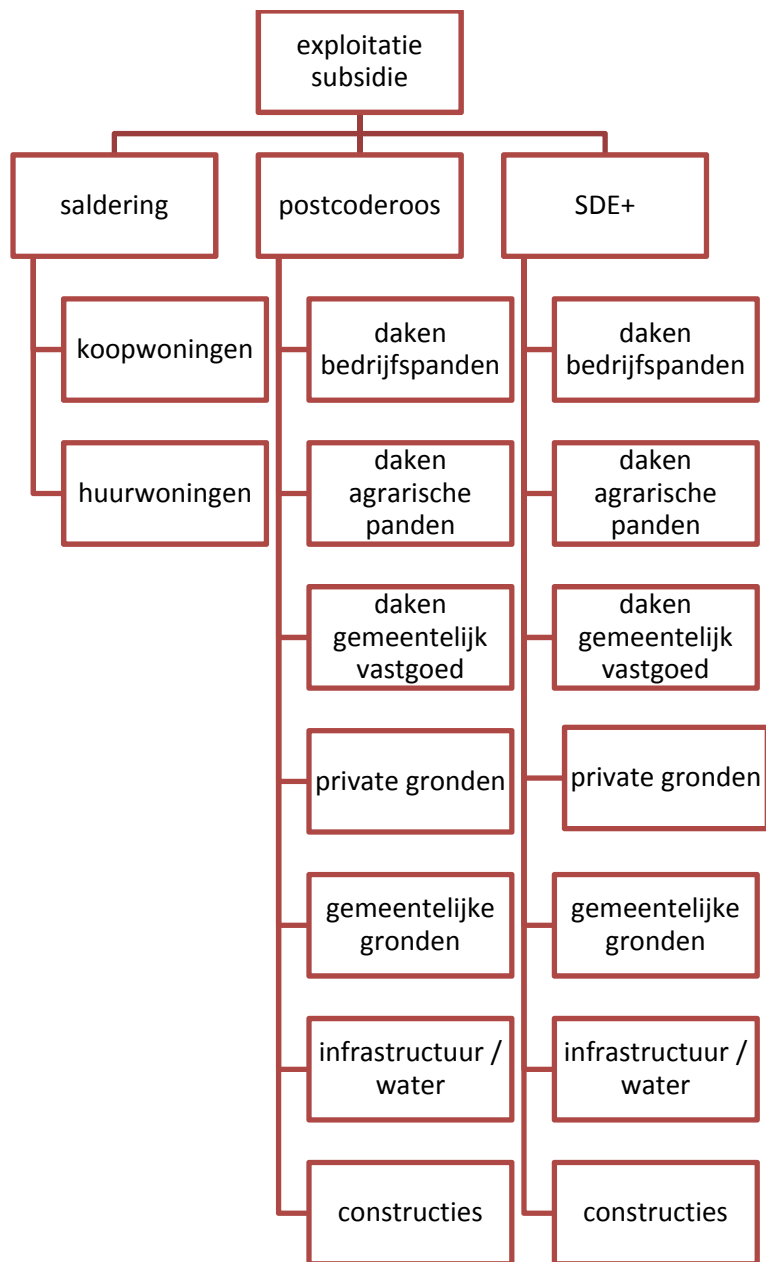 exploitatie
subsidie
saldering
postcoderoos
SDE+
koopwoningen
huurwoningen
daken
bedrijfspanden
daken
agrarische
panden
daken
gemeentelijk
vastgoed
private gronden
gemeentelijke
gronden
infrastructuur /
water
constructies
daken
bedrijfspanden
daken
agrarische
panden
daken
gemeentelijk
vastgoed
private gronden
gemeentelijke
gronden
infrastructuur /
water
constructies